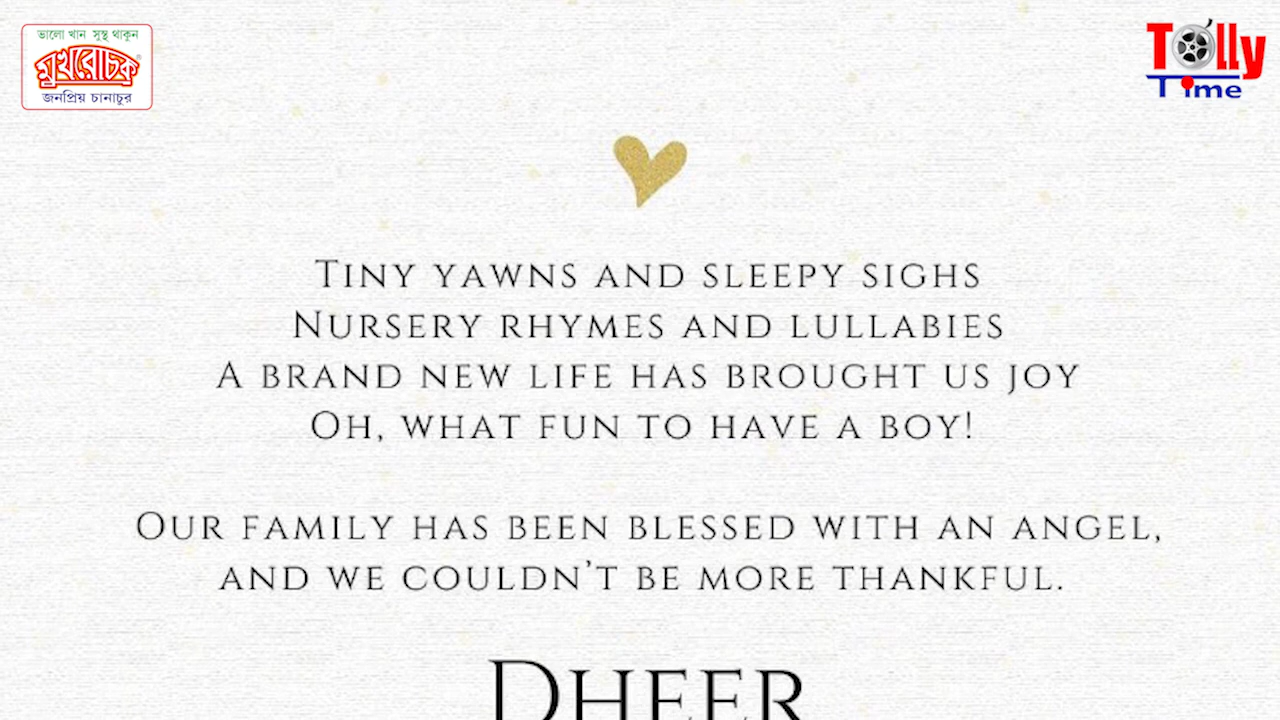 ভালো খান সুস্থ থাকুন
মুখরোচক
জনপ্রিয় চানাচুর
Tolly
Time
TINY YAWNS AND SLEEPY SIGHS
NURSERY RHYMES AND LULLABIES
A BRAND NEW LIFE HAS BROUGHT US JOY
OH, WHAT FUN TO HAVE A BOY!
OUR FAMILY HAS BEEN BLESSED WITH AN ANGEL,
AND WE COULDN'T BE MORE THANKFUL.
DHEER